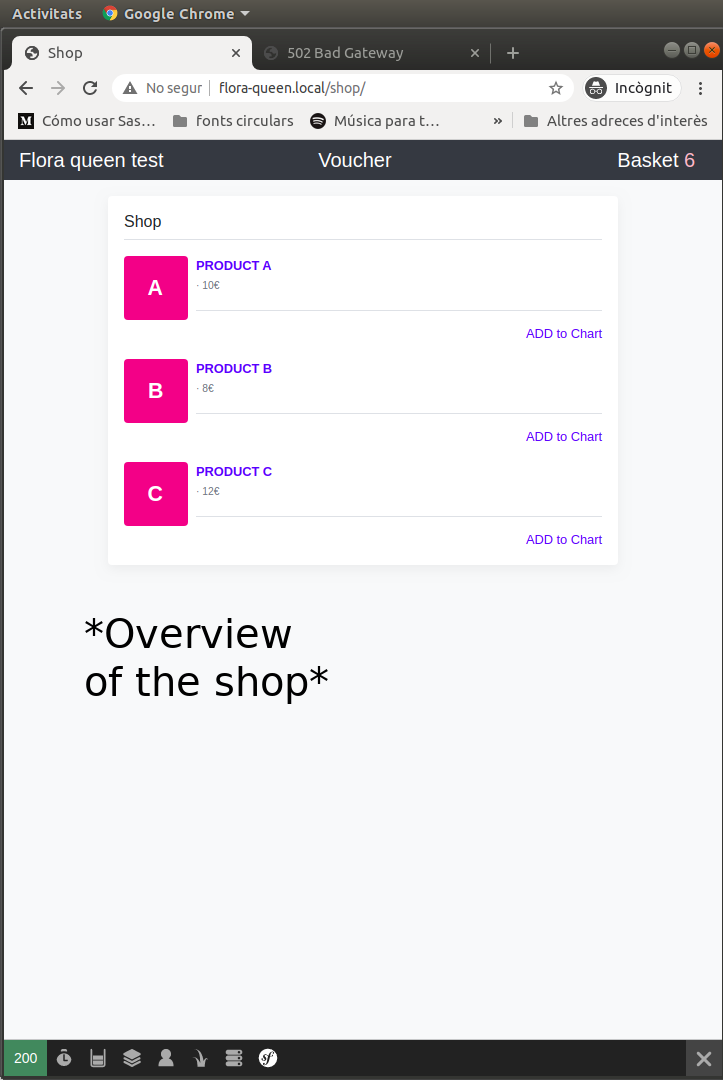 Activitats Google Chrome
Shop 502 Bad Gateway
No segur flora-queen.local/shop/ Incògnit
Cómo usar Sas… fonts circulars Música para t… » Altres adreces d'interès
Flora queen test Voucher Basket 6
Shop
A PRODUCT A
· 10€
ADD to Chart
B PRODUCT B
· 8€
ADD to Chart
C PRODUCT C
· 12€
ADD to Chart
*Overview
of the shop*
200 sf